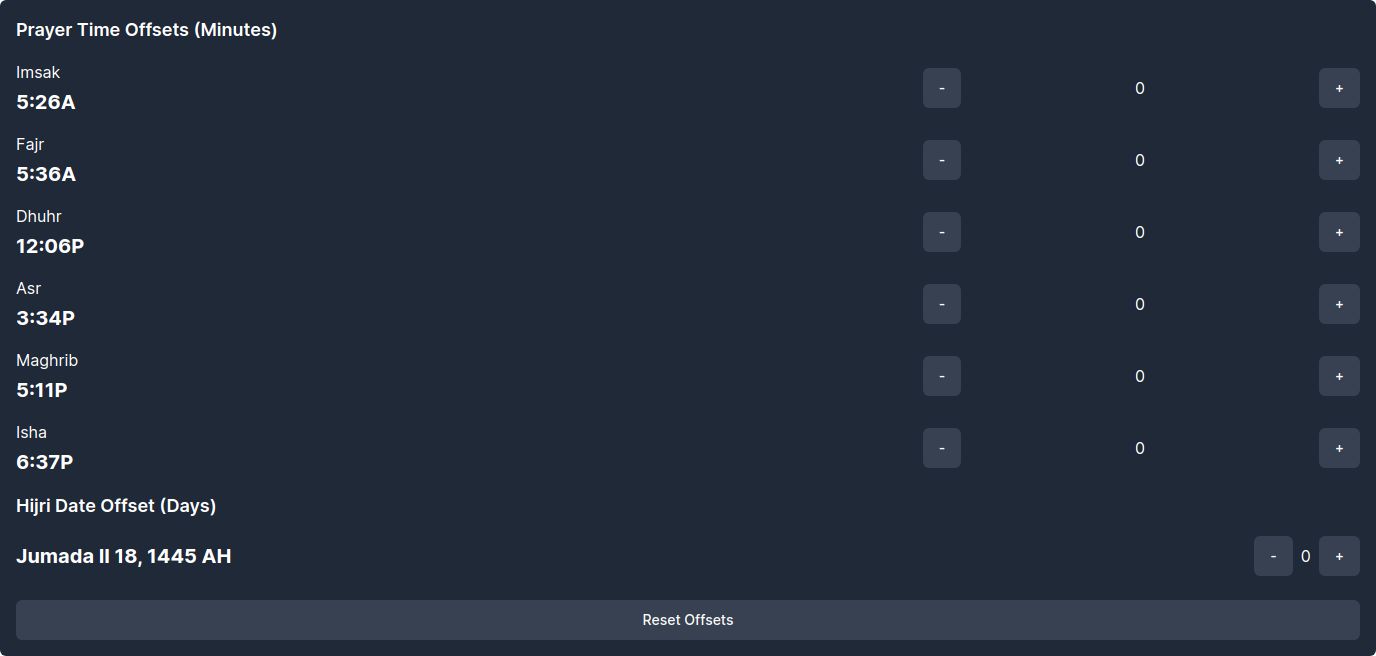 Prayer Time Offsets (Minutes)
Imsak
5:26A
- 0 +
Fajr
5:36A
- 0 +
Dhuhr
12:06P
- 0 +
Asr
3:34P
- 0 +
Maghrib
5:11P
- 0 +
Isha
6:37P
- 0 +
Hijri Date Offset (Days)
Jumada II 18, 1445 AH - 0 +
Reset Offsets